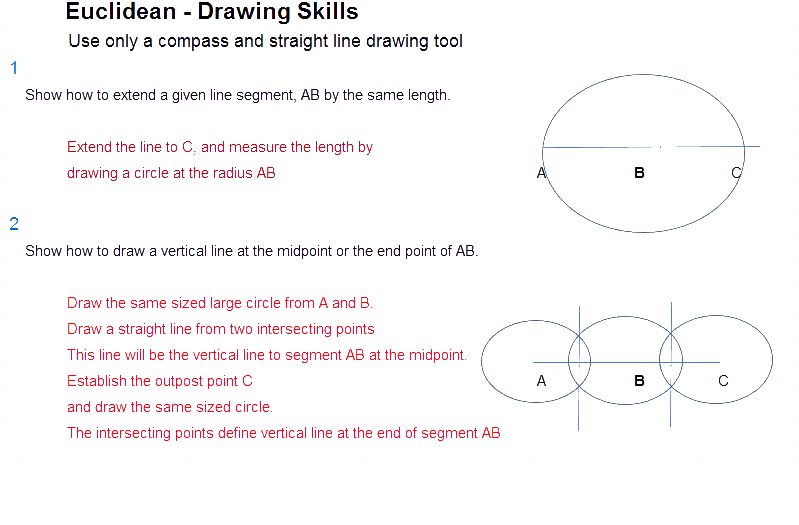 Euclidean - Drawing Skills
Use only a compass and straight line drawing tool
1
Show how to extend a given line segment, AB by the same length.
Extend the line to C, and measure the length by
drawing a circle at the radius AB
A B C
2
Show how to draw a vertical line at the midpoint or the end point of AB.
Draw the same sized large circle from A and B.
Draw a straight line from two intersecting points
This line will be the vertical line to segment AB at the midpoint.
Establish the outpost point C
and draw the same sized circle.
The intersecting points define vertical line at the end of segment AB
A B C